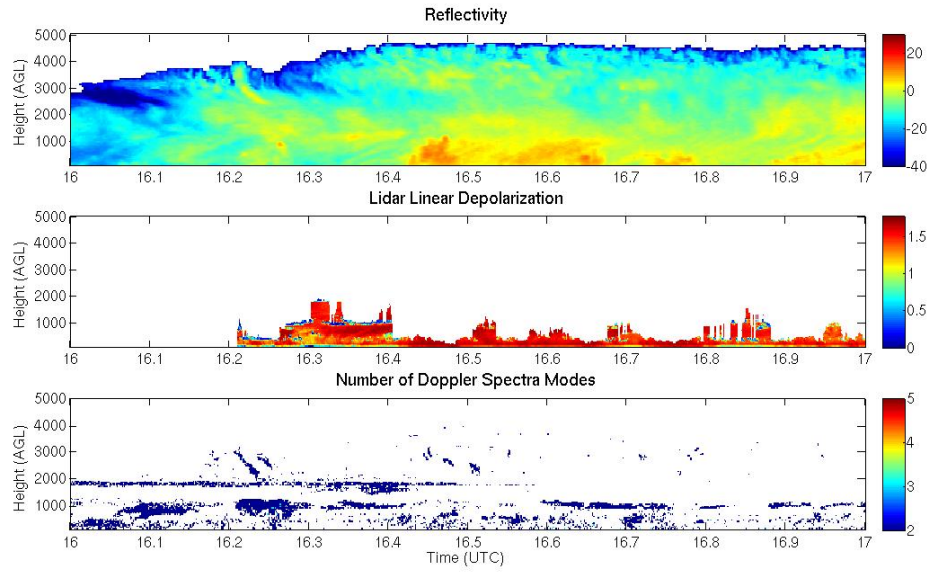 Reflectivity
5000
4000
3000
2000
1000
Height (AGL)
16 16.1 16.2 16.3 16.4 16.5 16.6 16.7 16.8 16.9 17
20
0
-20
-40
Lidar Linear Depolarization
5000
4000
3000
2000
1000
Height (AGL)
16 16.1 16.2 16.3 16.4 16.5 16.6 16.7 16.8 16.9 17
1.5
1
0.5
0
Number of Doppler Spectra Modes
5000
4000
3000
2000
1000
Height (AGL)
16 16.1 16.2 16.3 16.4 16.5 16.6 16.7 16.8 16.9 17
Time (UTC)
5
4
3
2